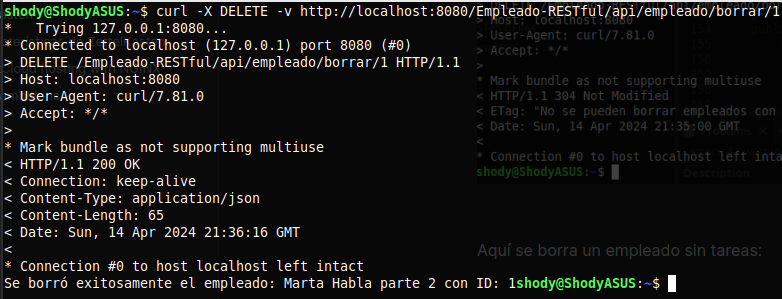 shody@ShodyASUS:~$ curl -X DELETE -v http://localhost:8080/Empleado-RESTful/api/empleado/borrar/1
*   Trying 127.0.0.1:8080...
* Connected to localhost (127.0.0.1) port 8080 (#0)
> DELETE /Empleado-RESTful/api/empleado/borrar/1 HTTP/1.1
> Host: localhost:8080
> User-Agent: curl/7.81.0
> Accept: */*
>
* Mark bundle as not supporting multiuse
< HTTP/1.1 200 OK
< Connection: keep-alive
< Content-Type: application/json
< Content-Length: 65
< Date: Sun, 14 Apr 2024 21:36:16 GMT
<
* Connection #0 to host localhost left intact
Se borró exitosamente el empleado: Marta Habla parte 2 con ID: 1shody@ShodyASUS:~$
> Host: localhost:8080
> User-Agent: curl/7.81.0
> Accept: */*
>
* Mark bundle as not supporting multiuse
< HTTP/1.1 304 Not Modified
< ETag: "No se pueden borrar empleados con
< Date: Sun, 14 Apr 2024 21:35:00 GMT
<
* Connection #0 to host localhost left intac
shody@ShodyASUS:~$
Description
Aquí se borra un empleado sin tareas: